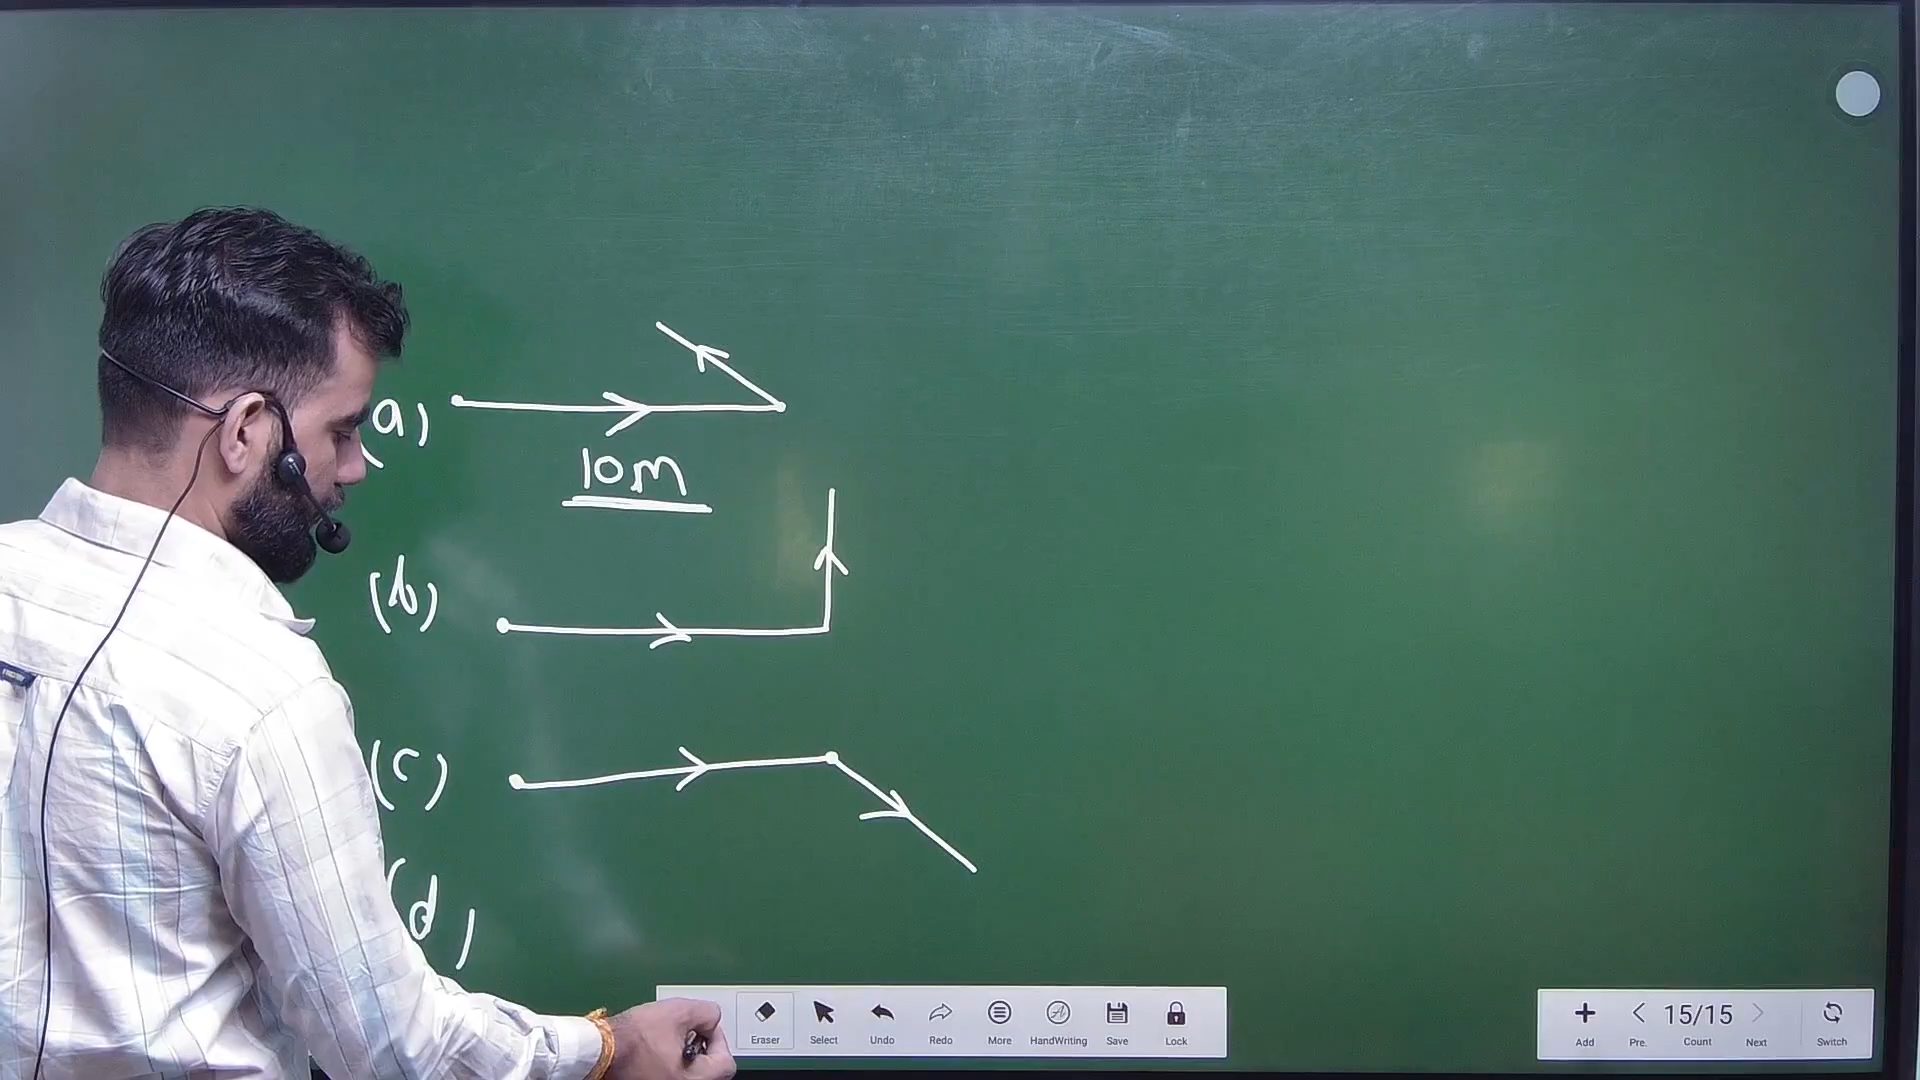 (a)
10m
(b)
(c)
(d)
Eraser Select Undo Redo More HandWriting Save Lock
15/15
Add Pre. Count Next Switch